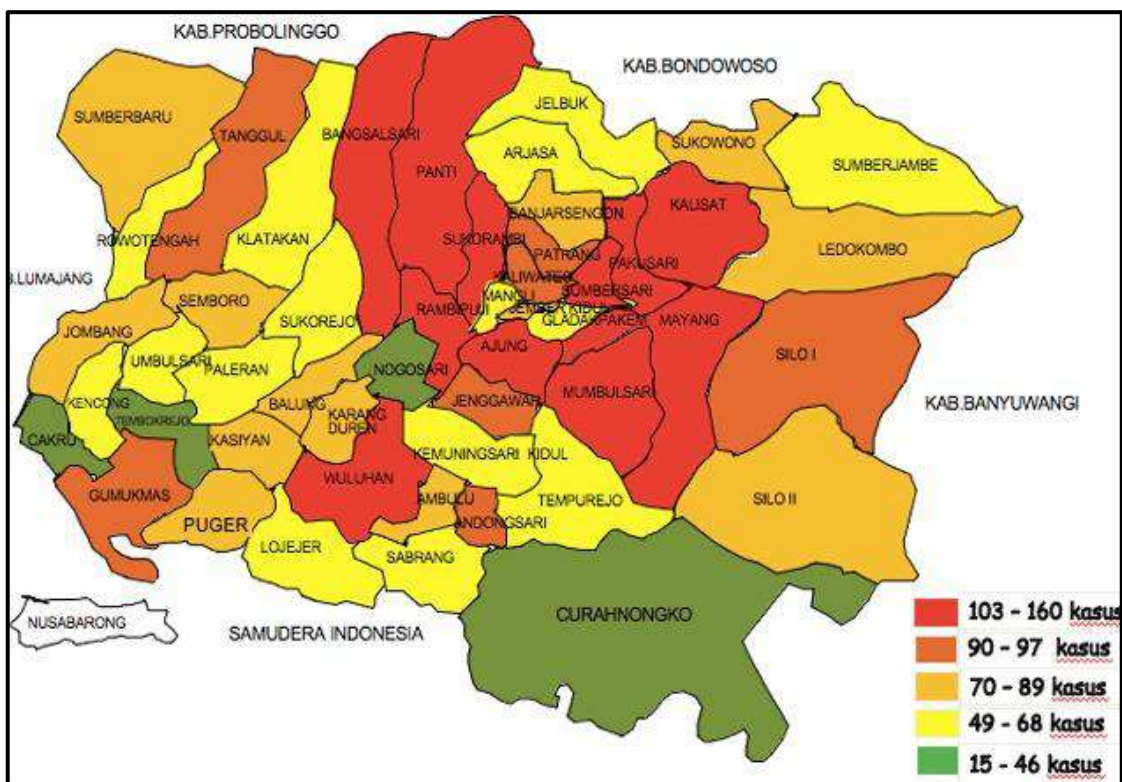 KAB.PROBOLINGGO
KAB.BONDOWOSO
SUMBERBARU
TANGGUL
BANGSALSARI
JELBUK
ARJASA
SUKOWONO
SUMBERJAMBE
PANTI
KALISAT
BANJARSENGON
ROWOTENGAH
KLATAKAN
SUKORAMBI
PATRANG
PAKUSARI
LEDOKOMBO
B.LUMAJANG
KALIWATES
SEMBORO
MANGLI
SUMBERSARI
JOMBANG
SUKOREJO
RAMBIPUJI
JEMBER KIDUL
GLADAKPAKEM
MAYANG
UMBULSARI
PALERAN
NOGOSARI
AJUNG
SILO I
KENCONG
MUMBULSARI
KAB.BANYUWANGI
TEMBOKREJO
BALUNG
KARANG
DUREN
JENGGAWAH
CAKRU
KASIYAN
KEMUNINGSARI KIDUL
WULUHAN
GUMUKMAS
AMBULU
TEMPUREJO
SILO II
PUGER
ANDONGSARI
LOJEJER
SABRANG
NUSABARONG
SAMUDERA INDONESIA
CURAHNONGKO
103 - 160 kasus
90 - 97 kasus
70 - 89 kasus
49 - 68 kasus
15 - 46 kasus